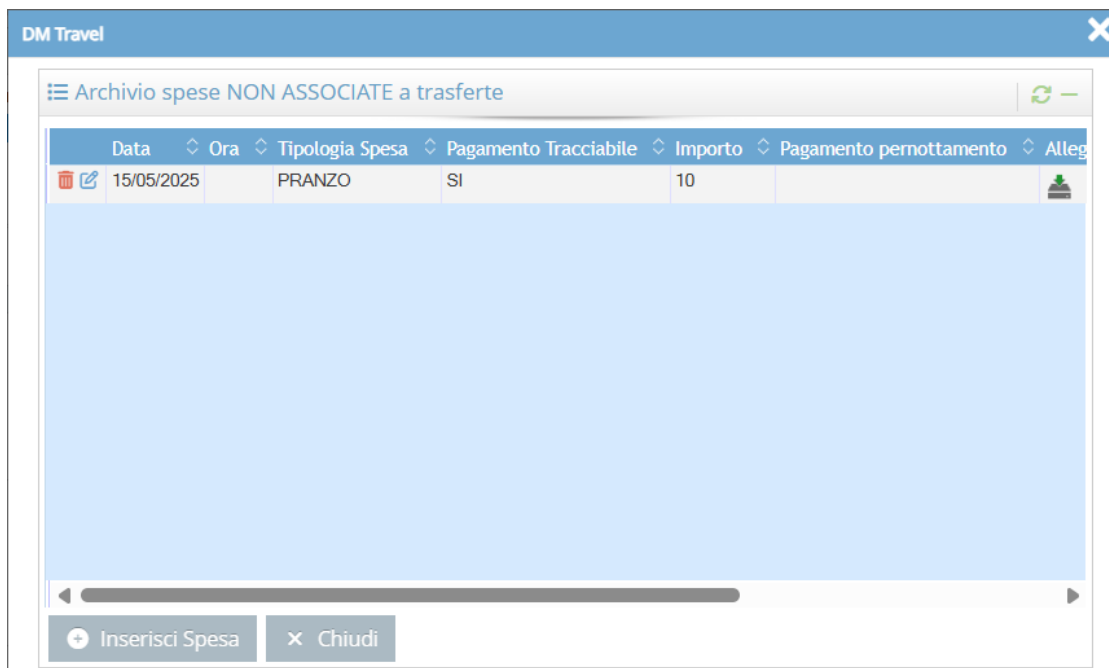 DM Travel
Archivio spese NON ASSOCIATE a trasferte
Data Ora Tipologia Spesa Pagamento Tracciabile Importo Pagamento pernottamento Alleg
15/05/2025 PRANZO SI 10
Inserisci Spesa Chiudi